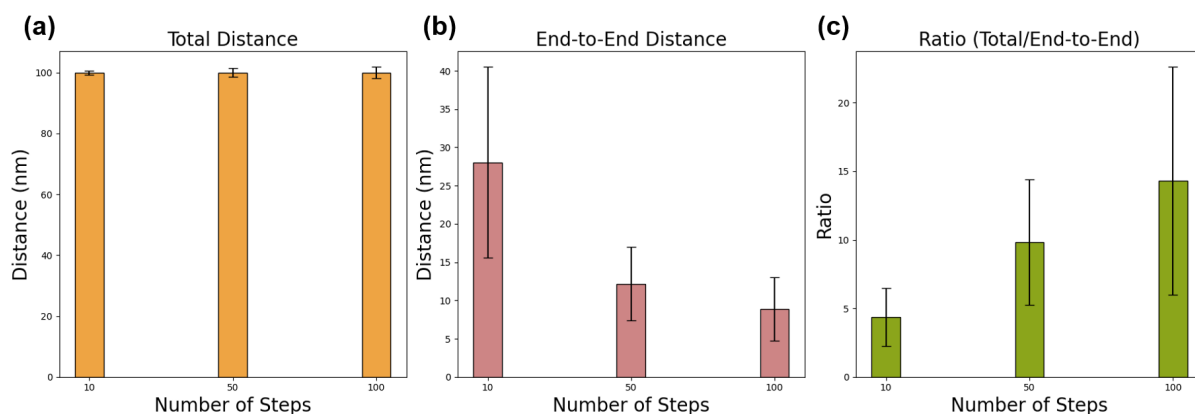 (a)
Total Distance
Distance (nm)
100
80
60
40
20
0
10
50
100
Number of Steps
(b)
End-to-End Distance
Distance (nm)
40
35
30
25
20
15
10
5
0
10
50
100
Number of Steps
(c)
Ratio (Total/End-to-End)
Ratio
20
15
10
5
0
10
50
100
Number of Steps